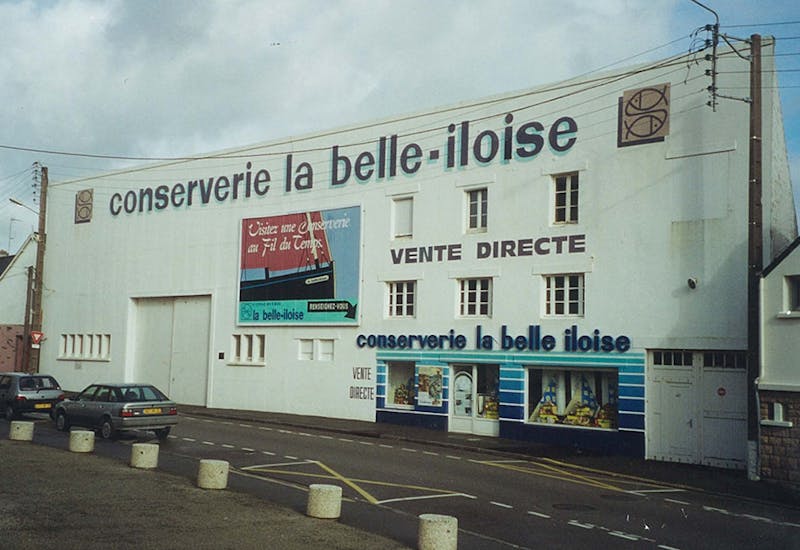 conserverie la belle-iloise
Visitez une Conserverie
au Fil du Temps.
CONSERVERIE
la belle-iloise
RENSEIGNEZ-VOUS
VENTE DIRECTE
conserverie la belle iloise
VENTE
DIRECTE